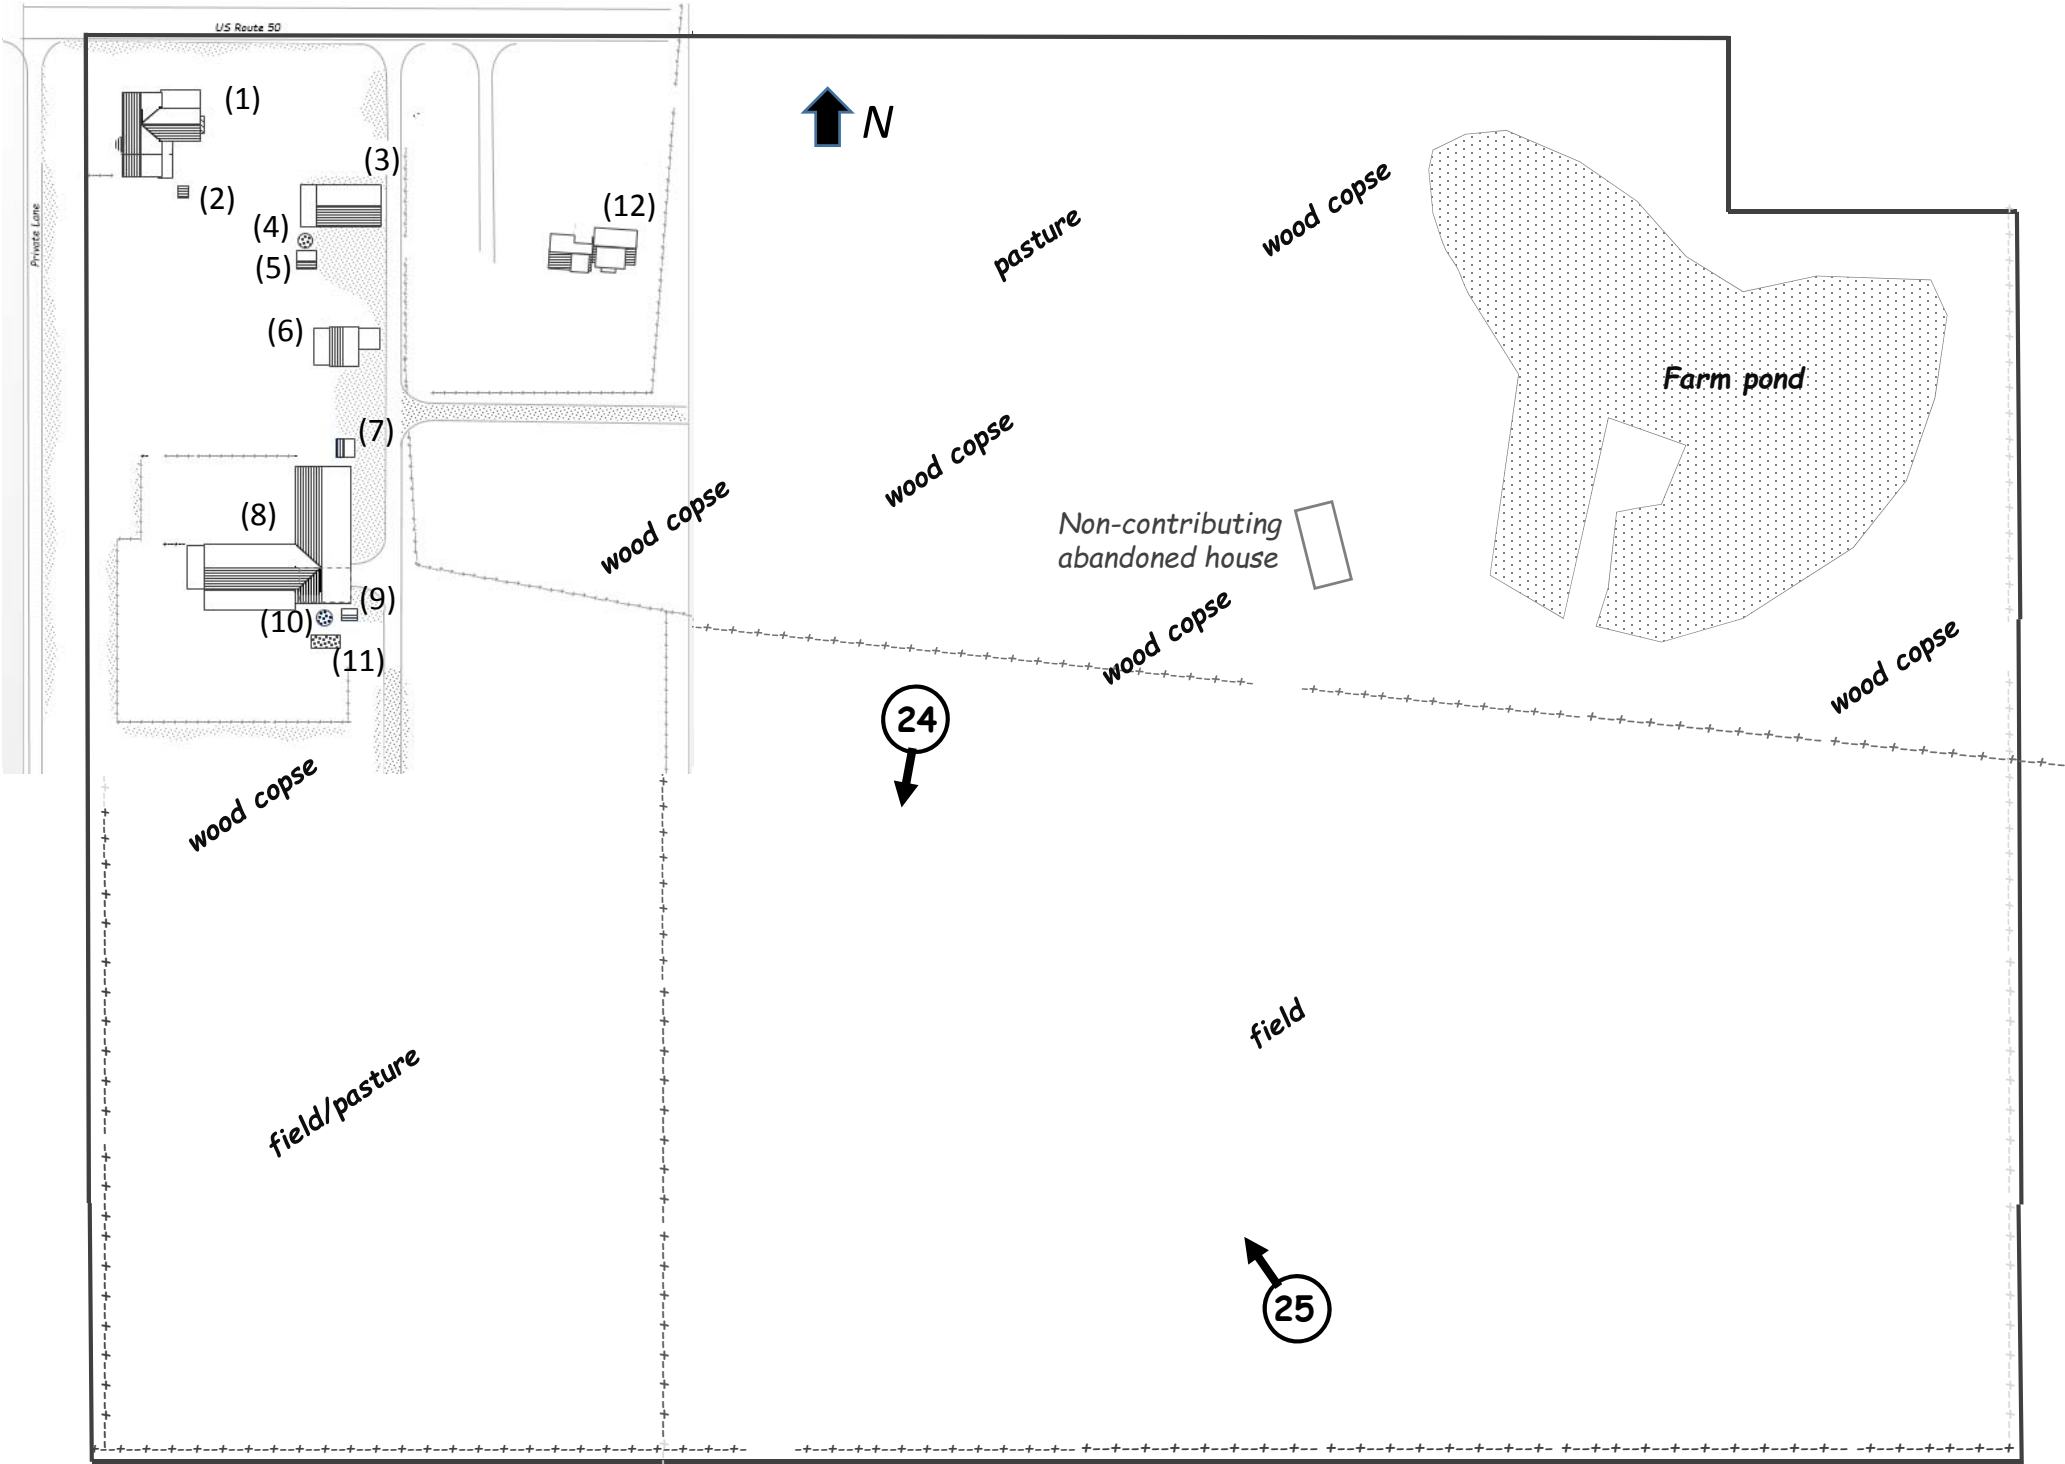 US Route 50
(1)
N
(3)
wood copse
(2)
Private Lane
(12)
(4)
pasture
(5)
(6)
Farm pond
(7)
wood copse
(8)
wood copse
Non-contributing
abandoned house
(9)
(10)
wood copse
(11)
wood copse
24
wood copse
field
field/pasture
25